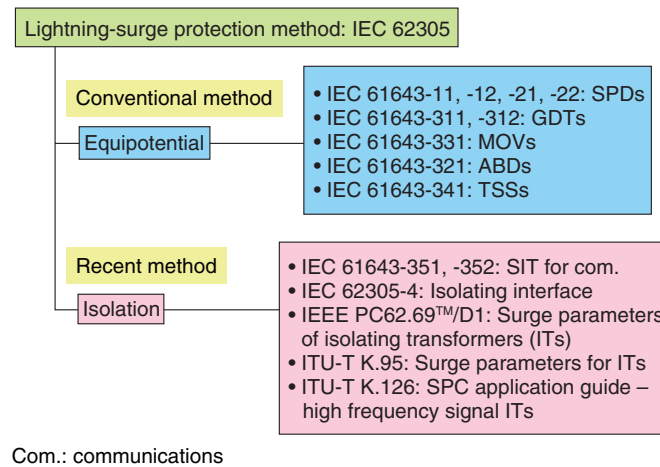 Lightning-surge protection method: IEC 62305
Conventional method
Equipotential
• IEC 61643-11, -12, -21, -22: SPDs
• IEC 61643-311, -312: GDTs
• IEC 61643-331: MOVs
• IEC 61643-321: ABDs
• IEC 61643-341: TSSs
Recent method
Isolation
• IEC 61643-351, -352: SIT for com.
• IEC 62305-4: Isolating interface
• IEEE PC62.69™/D1: Surge parameters
of isolating transformers (ITs)
• ITU-T K.95: Surge parameters for ITs
• ITU-T K.126: SPC application guide –
high frequency signal ITs
Com.: communications